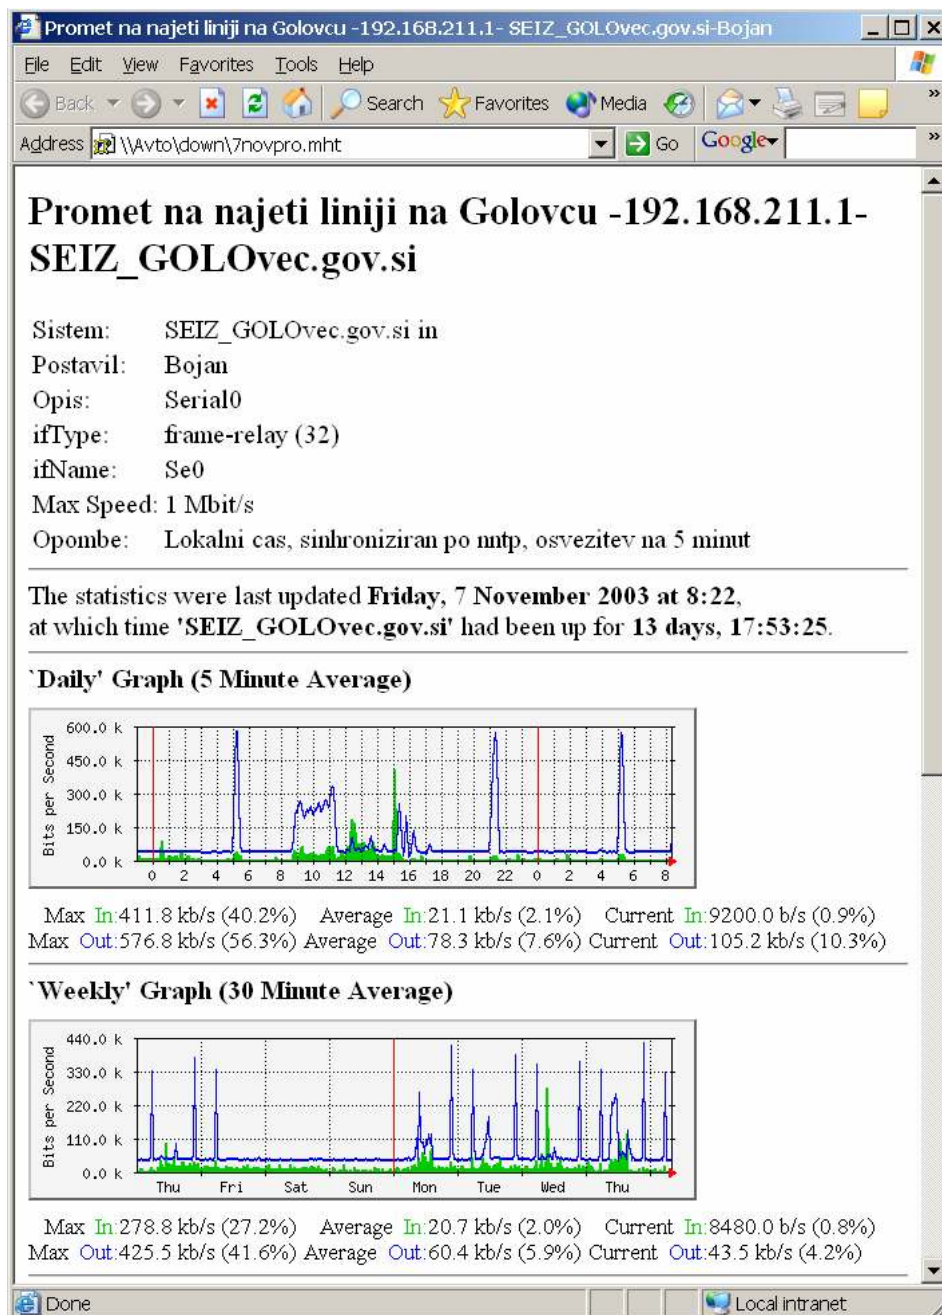 Promet na najeti liniji na Golovcu -192.168.211.1- SEIZ_GOLOvec.gov.si-Bojan
File Edit View Favorites Tools Help
Back Search Favorites Media »
Address \\Avto\down\7novpro.mht Go Google »
Promet na najeti liniji na Golovcu -192.168.211.1-
SEIZ_GOLOvec.gov.si
Sistem: SEIZ_GOLOvec.gov.si in
Postavil: Bojan
Opis: Serial0
ifType: frame-relay (32)
ifName: Se0
Max Speed: 1 Mbit/s
Opombe: Lokalni cas, sinhroniziran po nntp, osvezitev na 5 minut
The statistics were last updated Friday, 7 November 2003 at 8:22,
at which time 'SEIZ_GOLOvec.gov.si' had been up for 13 days, 17:53:25.
`Daily' Graph (5 Minute Average)
Bits per Second
600.0 k
450.0 k
300.0 k
150.0 k
0.0 k
0 2 4 6 8 10 12 14 16 18 20 22 0 2 4 6 8
Max In:411.8 kb/s (40.2%) Average In:21.1 kb/s (2.1%) Current In:9200.0 b/s (0.9%)
Max Out:576.8 kb/s (56.3%) Average Out:78.3 kb/s (7.6%) Current Out:105.2 kb/s (10.3%)
`Weekly' Graph (30 Minute Average)
Bits per Second
440.0 k
330.0 k
220.0 k
110.0 k
0.0 k
Thu Fri Sat Sun Mon Tue Wed Thu
Max In:278.8 kb/s (27.2%) Average In:20.7 kb/s (2.0%) Current In:8480.0 b/s (0.8%)
Max Out:425.5 kb/s (41.6%) Average Out:60.4 kb/s (5.9%) Current Out:43.5 kb/s (4.2%)
Done Local intranet